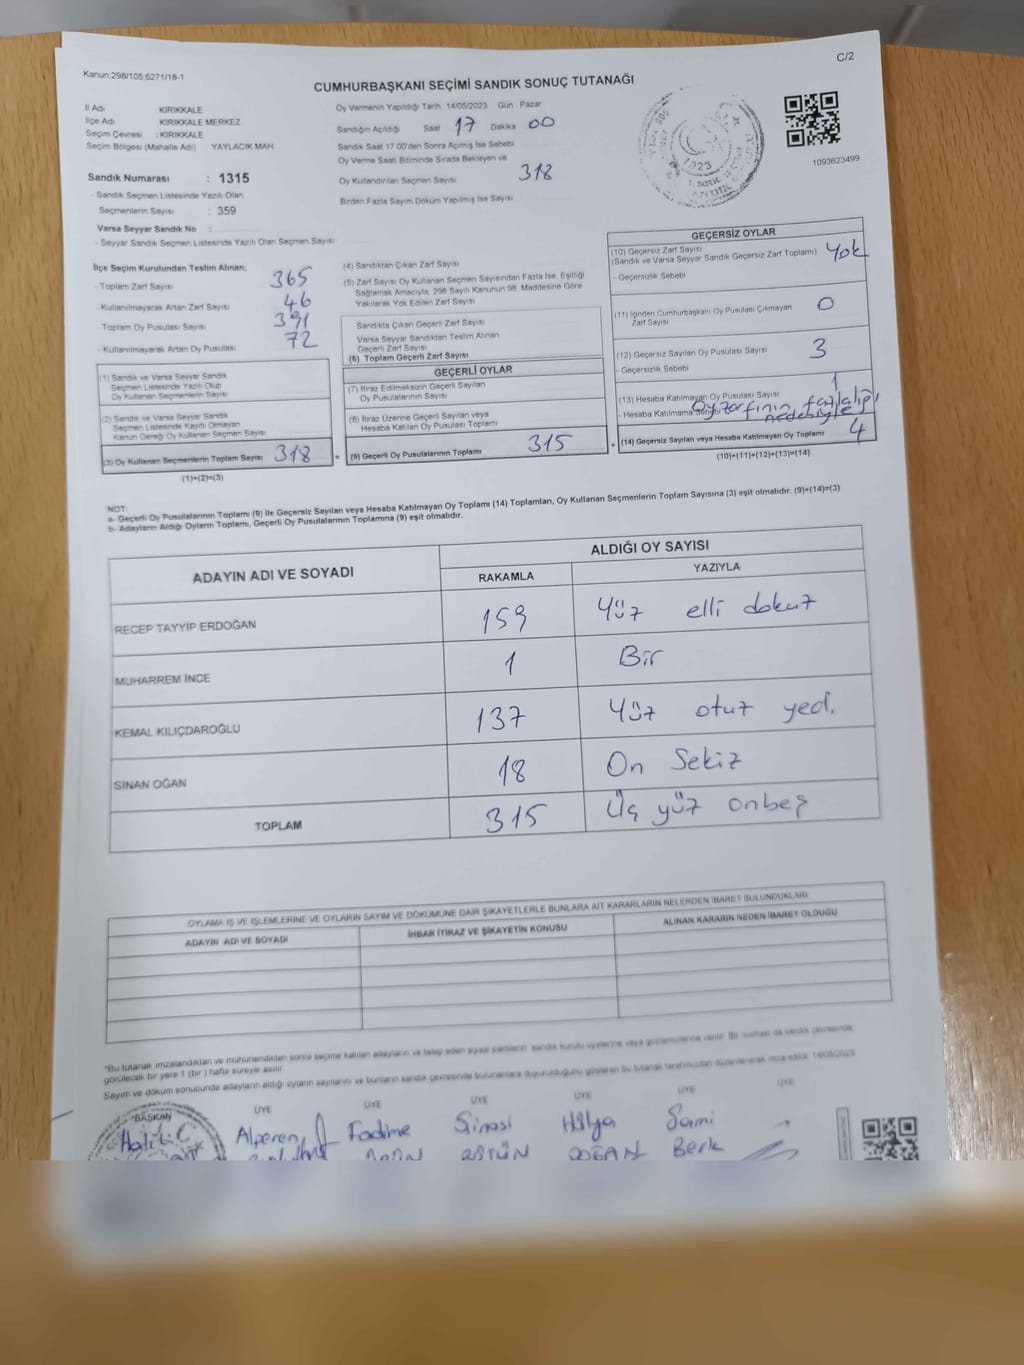 Kanun:298/105:6271/18-1
C/2
CUMHURBAŞKANI SEÇİMİ SANDIK SONUÇ TUTANAĞI
İl Adı KIRIKKALE
İlçe Adı KIRIKKALE MERKEZ
Seçim Çevresi : KIRIKKALE
Seçim Bölgesi (Mahalle Adı) YAYLACIK MAH.
Sandık Numarası : 1315
- Sandık Seçmen Listesinde Yazılı Olan
Seçmenlerin Sayısı : 359
Varsa Seyyar Sandık No :
- Seyyar Sandık Seçmen Listesinde Yazılı Olan Seçmen Sayısı
Oy Vermenin Yapıldığı Tarih 14/05/2023 Gün Pazar
Sandığın Açıldığı Saat 17 Dakika 00
Sandık Saat 17.00'den Sonra Açımış İse Sebebi
Oy Verme Saati Bitiminde Sırada Bekleyen ve
Oy Kullandırılan Seçmen Sayısı 318
Birden Fazla Sayım Döküm Yapılmış İse Sayısı
1923
1093623499
İlçe Seçim Kurulundan Teslim Alınan;
- Toplam Zarf Sayısı 365
- Kullanılmayarak Artan Zarf Sayısı 46
- Toplam Oy Pusulası Sayısı 391
- Kullanılmayarak Artan Oy Pusulası 72
(1) Sandık ve Varsa Seyyar Sandık
Seçmen Listesinde Yazılı Olup
Oy Kullanan Seçmenlerin Sayısı
(2) Sandık ve Varsa Seyyar Sandık
Seçmen Listesinde Kayıtlı Olmayan
Kanun Gereği Oy Kullanan Seçmen Sayısı
(3) Oy Kullanan Seçmenlerin Toplam Sayısı 318
(1)+(2)=(3)
(4) Sandıktan Çıkan Zarf Sayısı
(5) Zarf Sayısı Oy Kullanan Seçmen Sayısından Fazla İse, Eşitliği
Sağlamak Amacıyla, 298 Sayılı Kanunun 98. Maddesine Göre
Yakılarak Yok Edilen Zarf Sayısı
Sandıkta Çıkan Geçerli Zarf Sayısı
Varsa Seyyar Sandıktan Teslim Alınan
Geçerli Zarf Sayısı
(6) Toplam Geçerli Zarf Sayısı
GEÇERLİ OYLAR
(7) İtiraz Edilmeksizin Geçerli Sayılan
Oy Pusulasının Sayısı
(8) İtiraz Üzerine Geçerli Sayılan veya
Hesaba Katılan Oy Pusulası Toplamı
= (9) Geçerli Oy Pusulalarının Toplamı 315 +
GEÇERSİZ OYLAR
(10) Geçersiz Zarf Sayısı
(Sandık ve Varsa Seyyar Sandık Geçersiz Zarf Toplamı) Yok
- Geçersizlik Sebebi
(11) İçinden Cumhurbaşkanı Oy Pusulası Çıkmayan
Zarf Sayısı 0
(12) Geçersiz Sayılan Oy Pusulası Sayısı 3
- Geçersizlik Sebebi
(13) Hesaba Katılmayan Oy Pusulası Sayısı 1
- Hesaba Katılmama Sebebi Oy zarfının fazlalığı
nedeniyle
(14) Geçersiz Sayılan veya Hesaba Katılmayan Oy Toplamı 4
(10)+(11)+(12)+(13)=(14)
NOT:
a- Geçerli Oy Pusulalarının Toplamı (9) ile Geçersiz Sayılan veya Hesaba Katılmayan Oy Toplamı (14) Toplamları, Oy Kullanan Seçmenlerin Toplam Sayısına (3) eşit olmalıdır. (9)+(14)=(3)
b- Adayların Aldığı Oyların Toplamı, Geçerli Oy Pusulalarının Toplamına (9) eşit olmalıdır.
ADAYIN ADI VE SOYADI ALDIĞI OY SAYISI
RAKAMLA YAZIYLA
RECEP TAYYİP ERDOĞAN 159 Yüz elli dokuz
MUHARREM İNCE 1 Bir
KEMAL KILIÇDAROĞLU 137 Yüz otuz yedi
SİNAN OĞAN 18 On Sekiz
TOPLAM 315 Üç yüz onbeş
OYLAMA İŞ VE İŞLEMLERİNE VE OYLARIN SAYIM VE DÖKÜMÜNE DAİR ŞİKAYETLERLE BUNLARA AİT KARARLARIN NELERDEN İBARET BULUNDUKLARI
ADAYIN ADI VE SOYADI İHBAR İTİRAZ VE ŞİKAYETİN KONUSU ALINAN KARARIN NEDEN İBARET OLDUĞU
*Bu tutanak imzalandıktan ve mühürlendikten sonra seçime katılan adayların ve talep eden siyasi partilerin sandık kurulu üyelerine veya gözlemcilerine verilir. Bir nüshası da sandık çevresinde
görülecek bir yere 1 (bir ) hafta süreyle asılır.
Sayım ve döküm sonucunda adayların aldığı oyların sayılarını ve bunların sandık çevresinde bulunanlara duyurulduğunu gösteren bu tutanak tarafımızdan düzenlenerek imza edildi. 14/05/2023
BAŞKAN ÜYE ÜYE ÜYE ÜYE ÜYE ÜYE
Halit Alperen Fadime Sinasi Hülya Sami
DOĞAN Berk